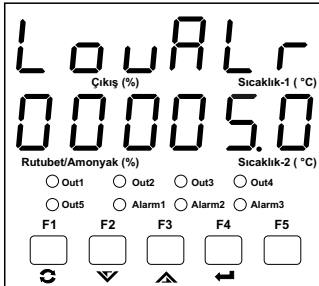 LouALr
Çıkış (%) Sıcaklık-1 ( °C)
00005.0
Rutubet/Amonyak (%) Sıcaklık-2 ( °C)
Out1 Out2 Out3 Out4
Out5 Alarm1 Alarm2 Alarm3
F1 F2 F3 F4 F5